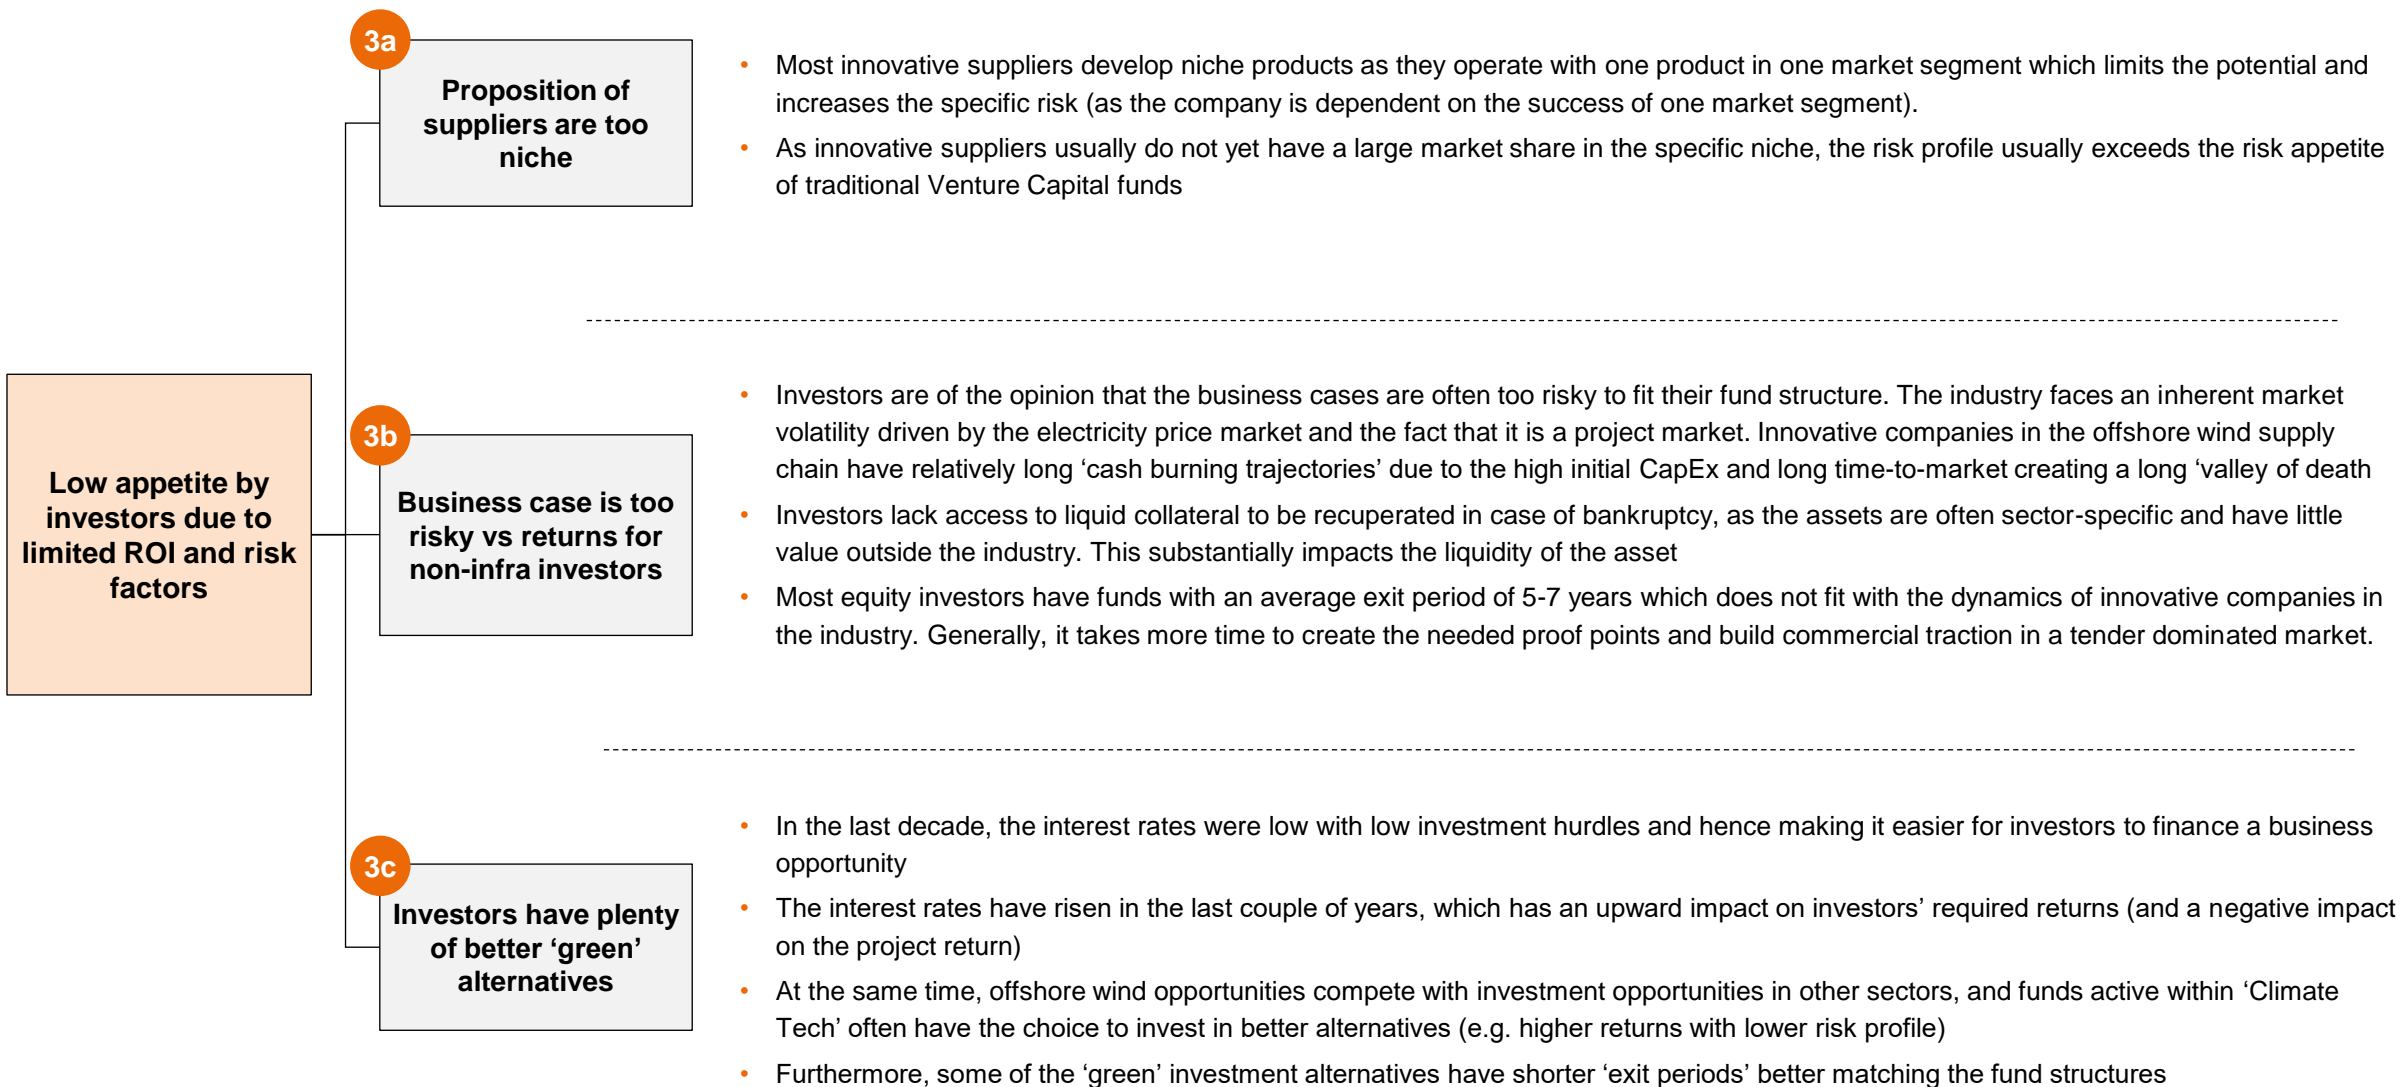 3a
Proposition of
suppliers are too
niche
• Most innovative suppliers develop niche products as they operate with one product in one market segment which limits the potential and
increases the specific risk (as the company is dependent on the success of one market segment).
• As innovative suppliers usually do not yet have a large market share in the specific niche, the risk profile usually exceeds the risk appetite
of traditional Venture Capital funds
Low appetite by
investors due to
limited ROI and risk
factors
3b
Business case is too
risky vs returns for
non-infra investors
• Investors are of the opinion that the business cases are often too risky to fit their fund structure. The industry faces an inherent market
volatility driven by the electricity price market and the fact that it is a project market. Innovative companies in the offshore wind supply
chain have relatively long ‘cash burning trajectories’ due to the high initial CapEx and long time-to-market creating a long ‘valley of death
• Investors lack access to liquid collateral to be recuperated in case of bankruptcy, as the assets are often sector-specific and have little
value outside the industry. This substantially impacts the liquidity of the asset
• Most equity investors have funds with an average exit period of 5-7 years which does not fit with the dynamics of innovative companies in
the industry. Generally, it takes more time to create the needed proof points and build commercial traction in a tender dominated market.
3c
Investors have plenty
of better ‘green’
alternatives
• In the last decade, the interest rates were low with low investment hurdles and hence making it easier for investors to finance a business
opportunity
• The interest rates have risen in the last couple of years, which has an upward impact on investors’ required returns (and a negative impact
on the project return)
• At the same time, offshore wind opportunities compete with investment opportunities in other sectors, and funds active within ‘Climate
Tech’ often have the choice to invest in better alternatives (e.g. higher returns with lower risk profile)
• Furthermore, some of the ‘green’ investment alternatives have shorter ‘exit periods’ better matching the fund structures